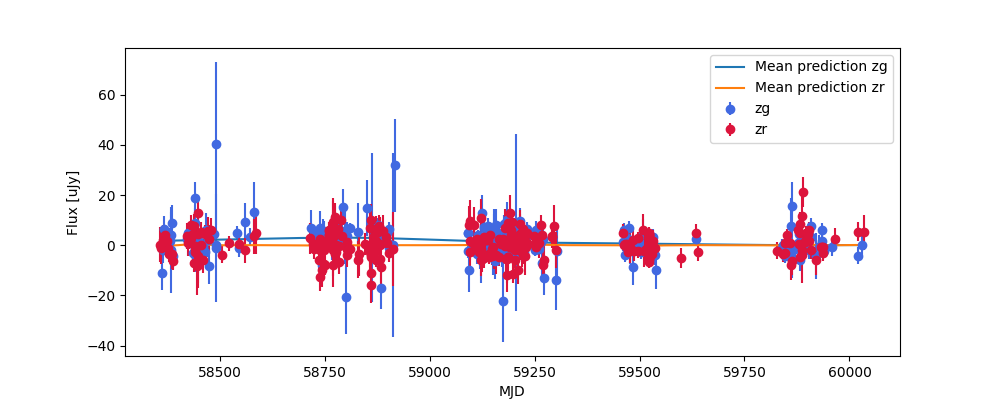 Mean prediction zg
Mean prediction zr
zg
zr
60
40
20
0
−20
−40
Flux [uJy]
58500 58750 59000 59250 59500 59750 60000
MJD